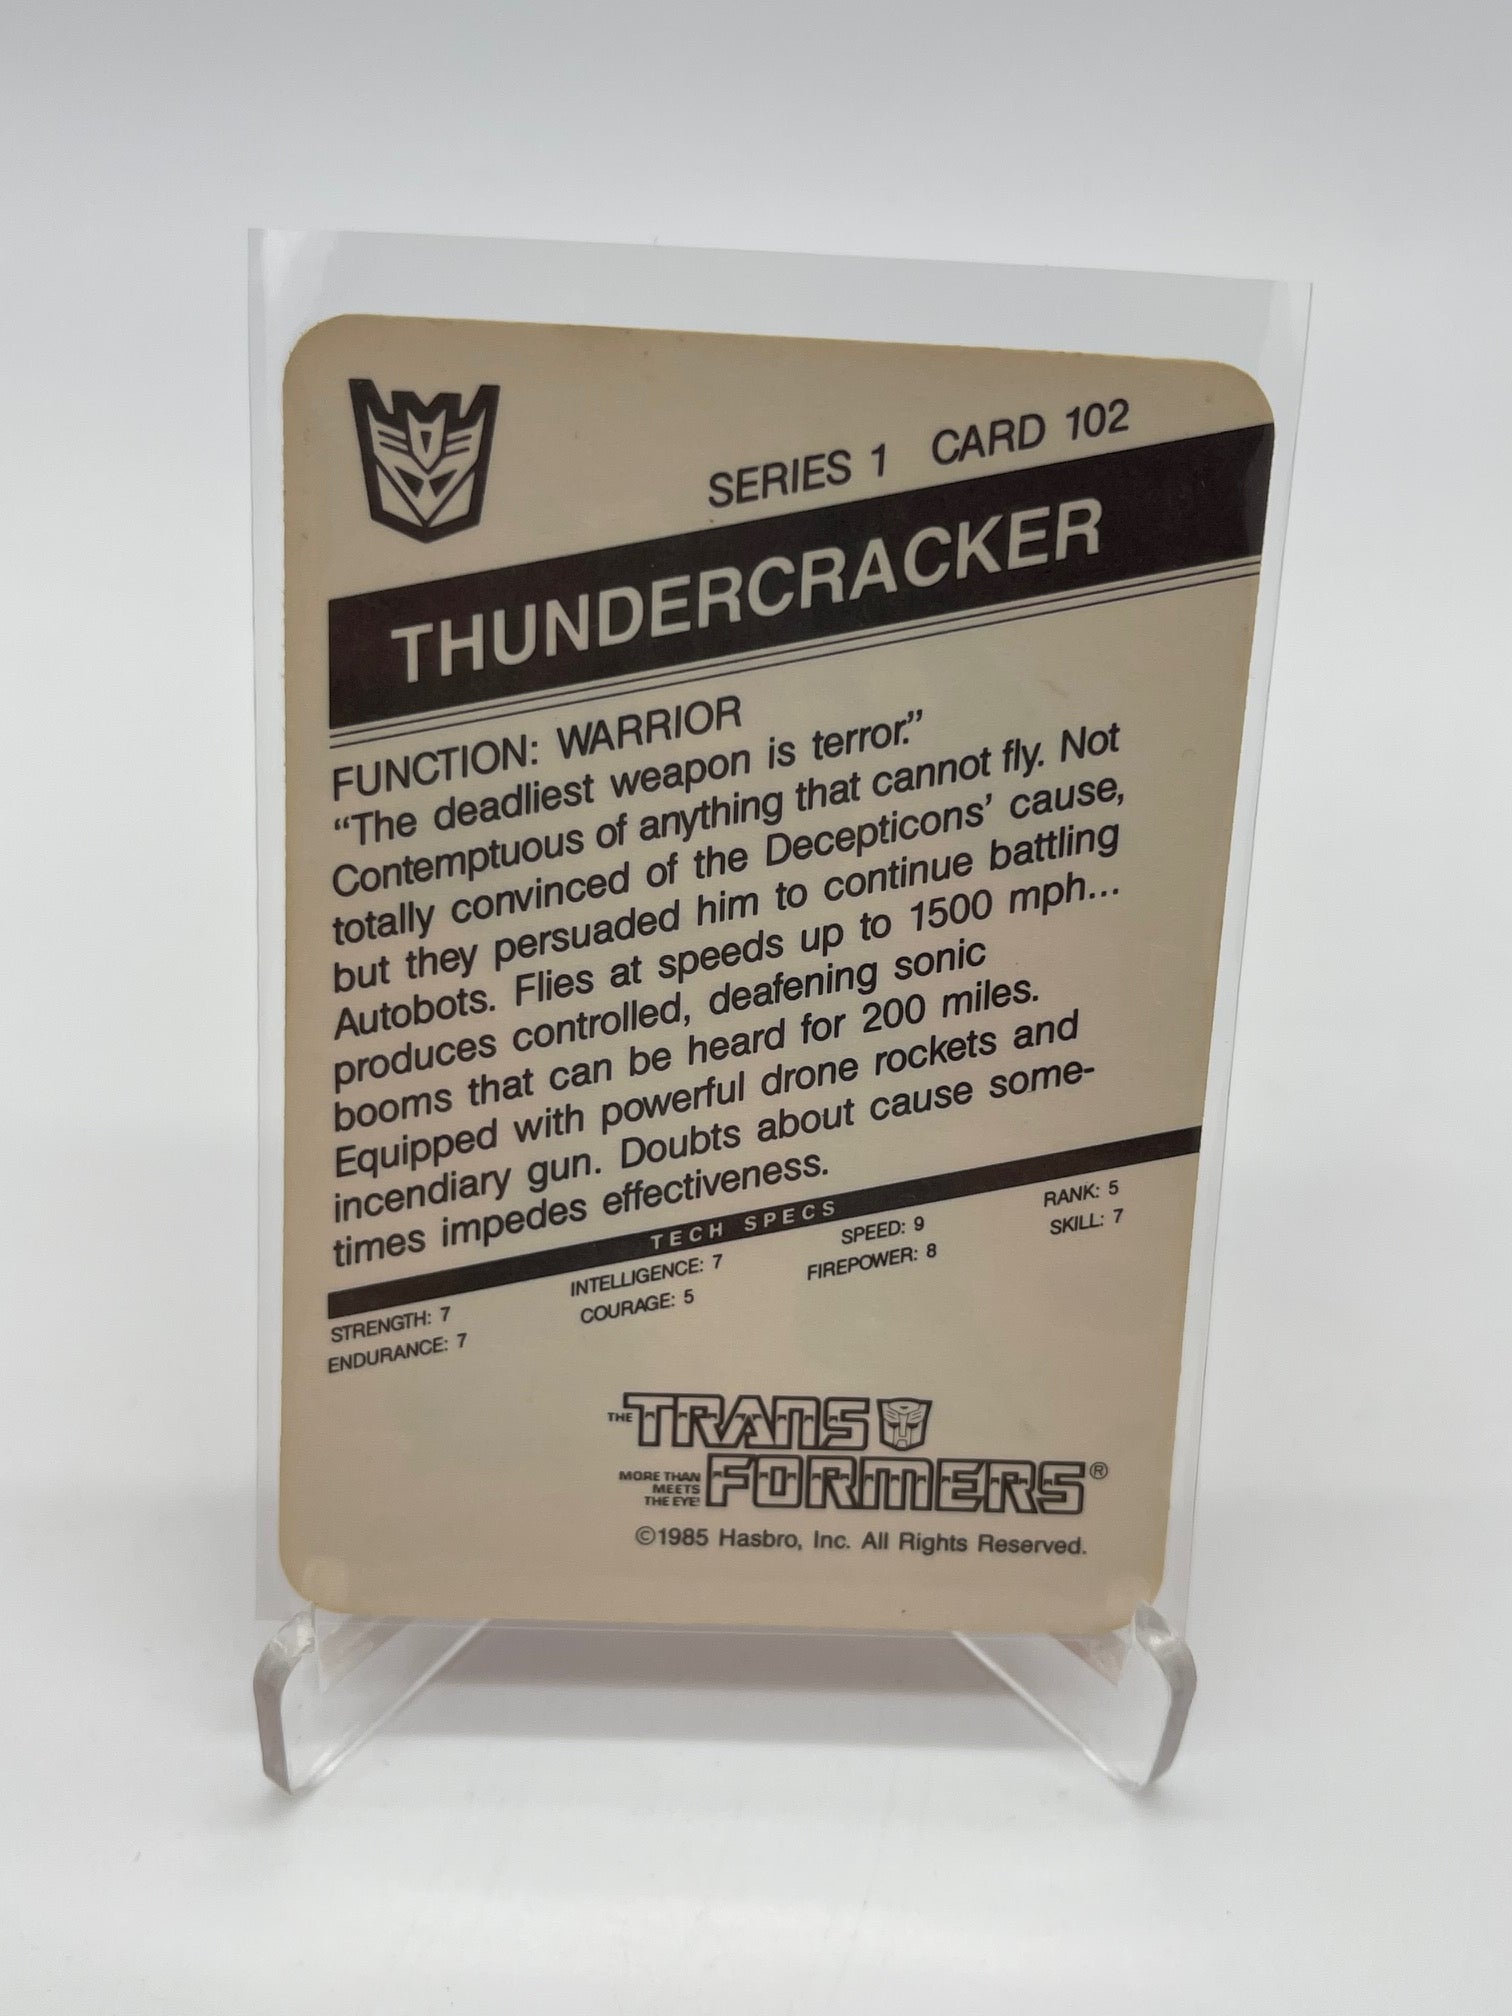 SERIES 1 CARD 102
THUNDERCRACKER
FUNCTION: WARRIOR
“The deadliest weapon is terror.”
Contemptuous of anything that cannot fly. Not
totally convinced of the Decepticons’ cause,
but they persuaded him to continue battling
Autobots. Flies at speeds up to 1500 mph...
produces controlled, deafening sonic
booms that can be heard for 200 miles.
Equipped with powerful drone rockets and
incendiary gun. Doubts about cause some-
times impedes effectiveness.
TECH SPECS
STRENGTH: 7 INTELLIGENCE: 7 SPEED: 9 RANK: 5
ENDURANCE: 7 COURAGE: 5 FIREPOWER: 8 SKILL: 7
THE TRANS
FORMERS®
MORE THAN
MEETS
THE EYE!
©1985 Hasbro, Inc. All Rights Reserved.